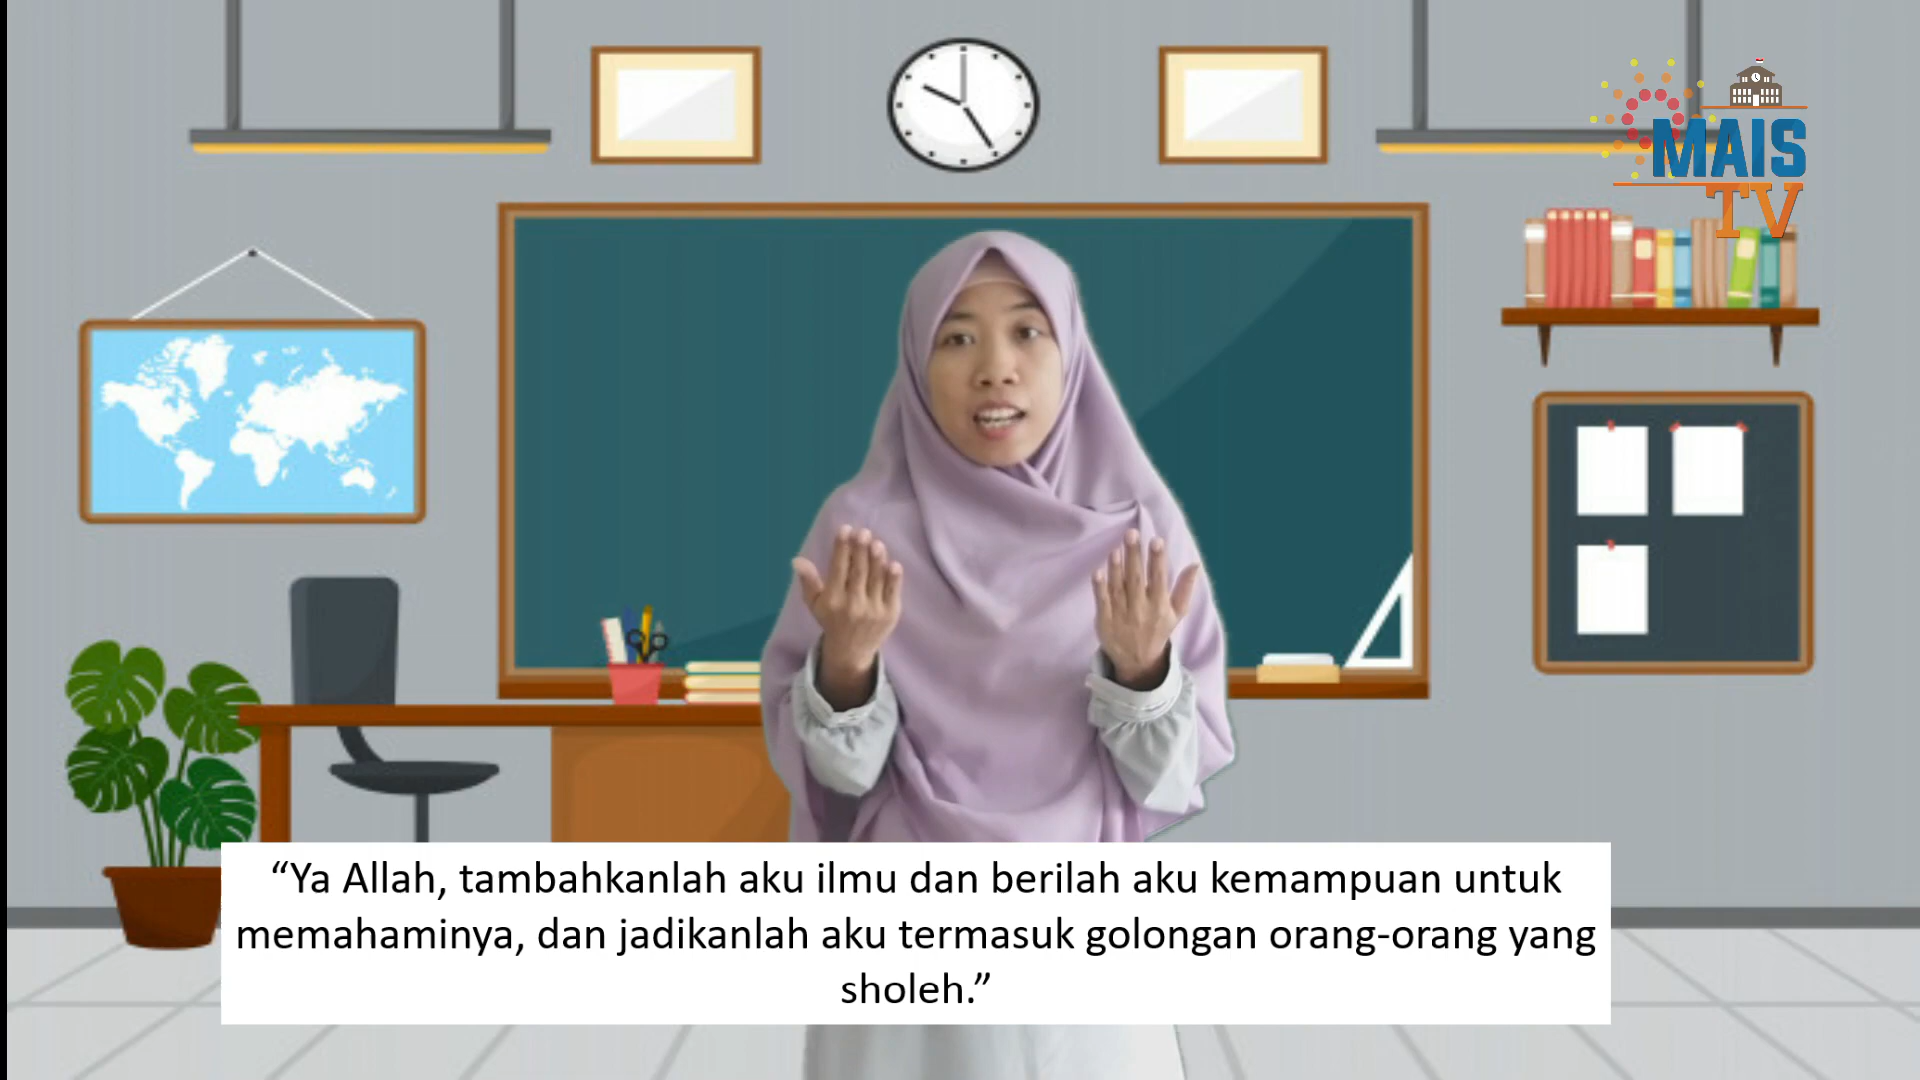 MAIS
TV
“Ya Allah, tambahkanlah aku ilmu dan berilah aku kemampuan untuk
memahaminya, dan jadikanlah aku termasuk golongan orang-orang yang
sholeh.”